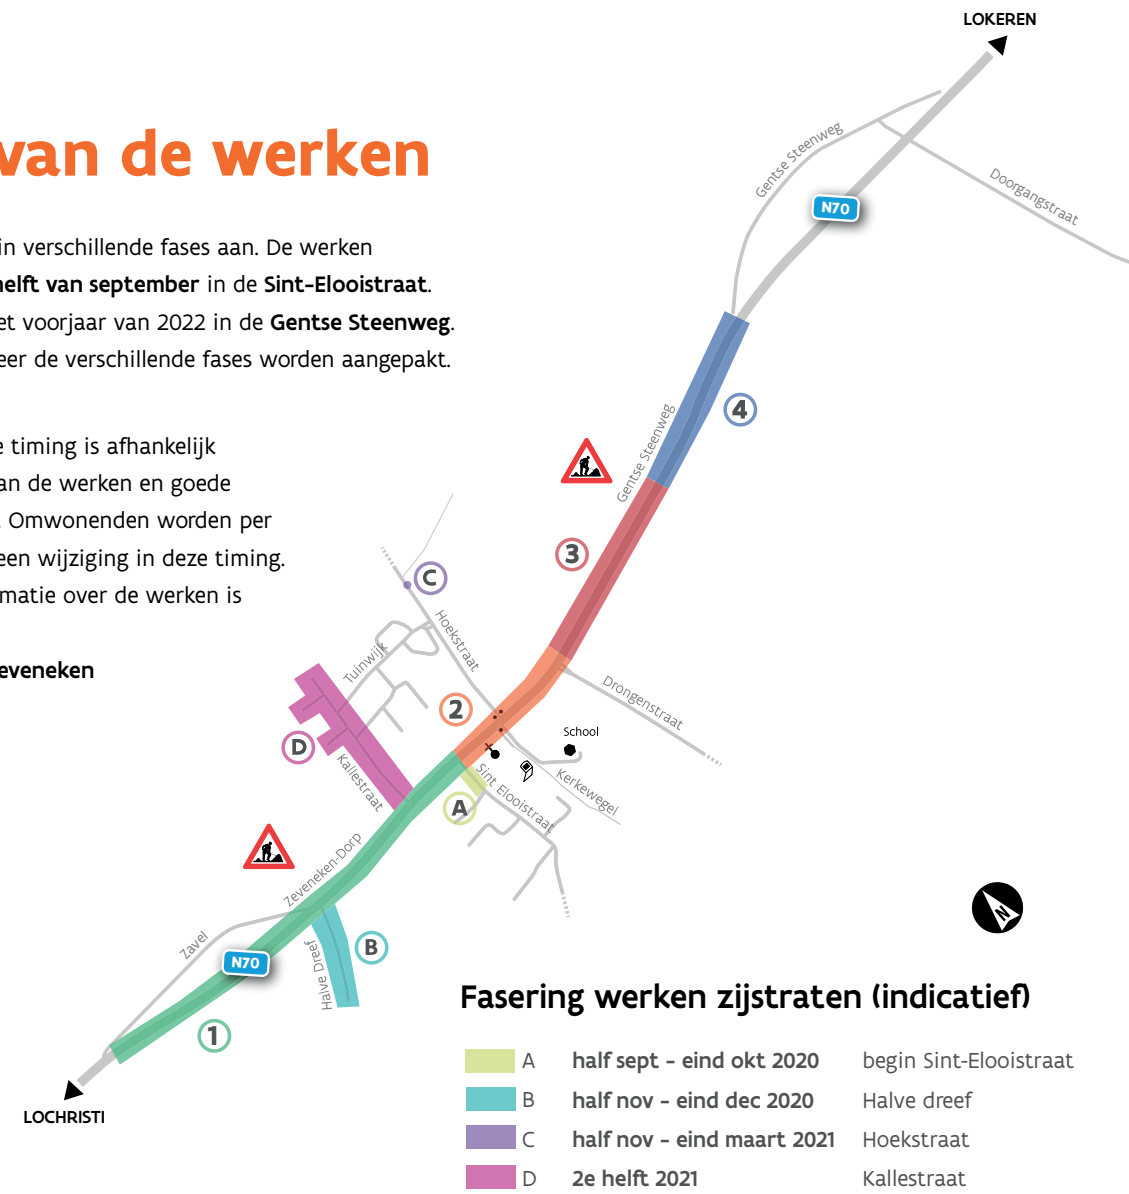 LOKEREN
van de werken
in verschillende fases aan. De werken
helft van september in de Sint-Elooistraat.
et voorjaar van 2022 in de Gentse Steenweg.
eer de verschillende fases worden aangepakt.
e timing is afhankelijk
an de werken en goede
. Omwonenden worden per
een wijziging in deze timing.
matie over de werken is
eveneken
Gentse Steenweg
Doorgangstraat
N70
4
Gentse Steenweg
3
C
Hoekstraat
Tuinwijk
Drongenstraat
2
School
D
Kallestraat
Kerkewegel
Sint Elooistraat
A
Zeveneken-Dorp
Zavel
N70
Halve Dreef
B
1
N
LOCHRISTI
Fasering werken zijstraten (indicatief)
A half sept - eind okt 2020 begin Sint-Elooistraat
B half nov - eind dec 2020 Halve dreef
C half nov - eind maart 2021 Hoekstraat
D 2e helft 2021 Kallestraat